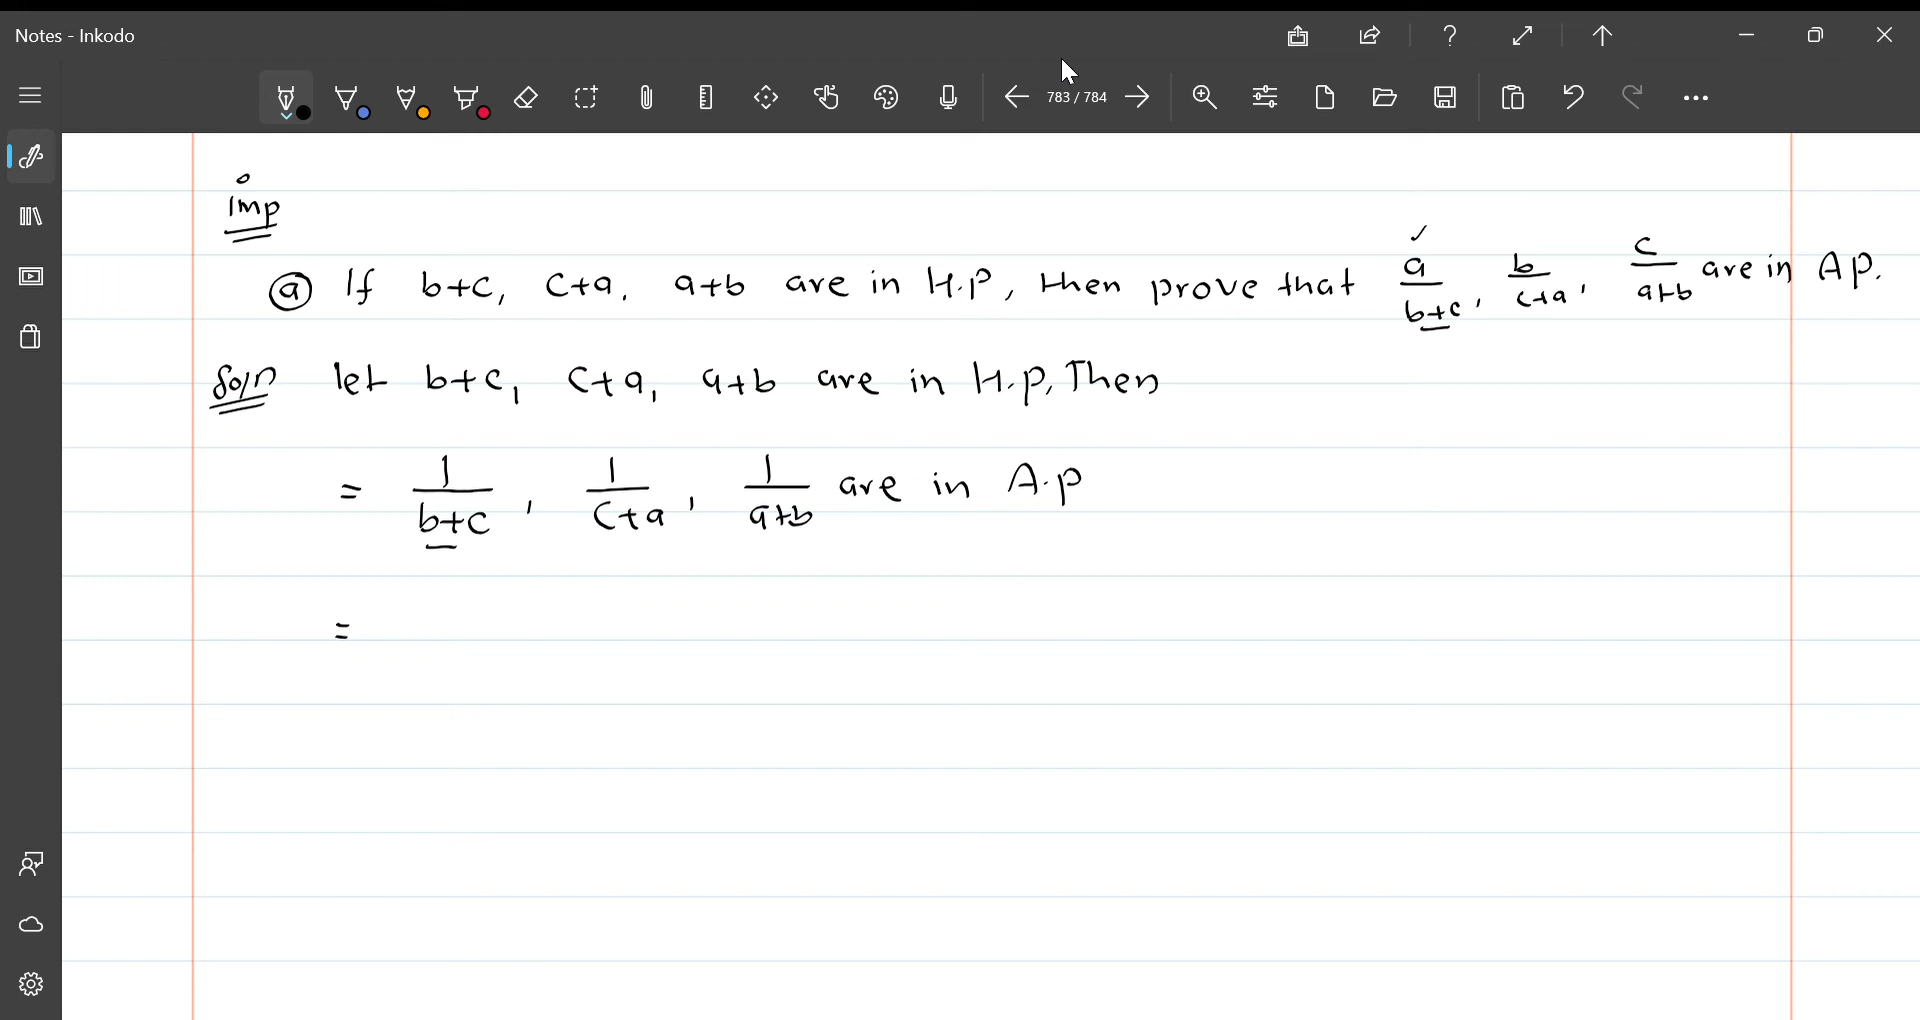 Notes - Inkodo
783 / 784
Imp
(a) If b+c, c+a, a+b are in H.P, then prove that a/(b+c), b/(c+a), c/(a+b) are in A P.
Soln let b+c, c+a, a+b are in H.P, Then
= 1/(b+c), 1/(c+a), 1/(a+b) are in A.P
=